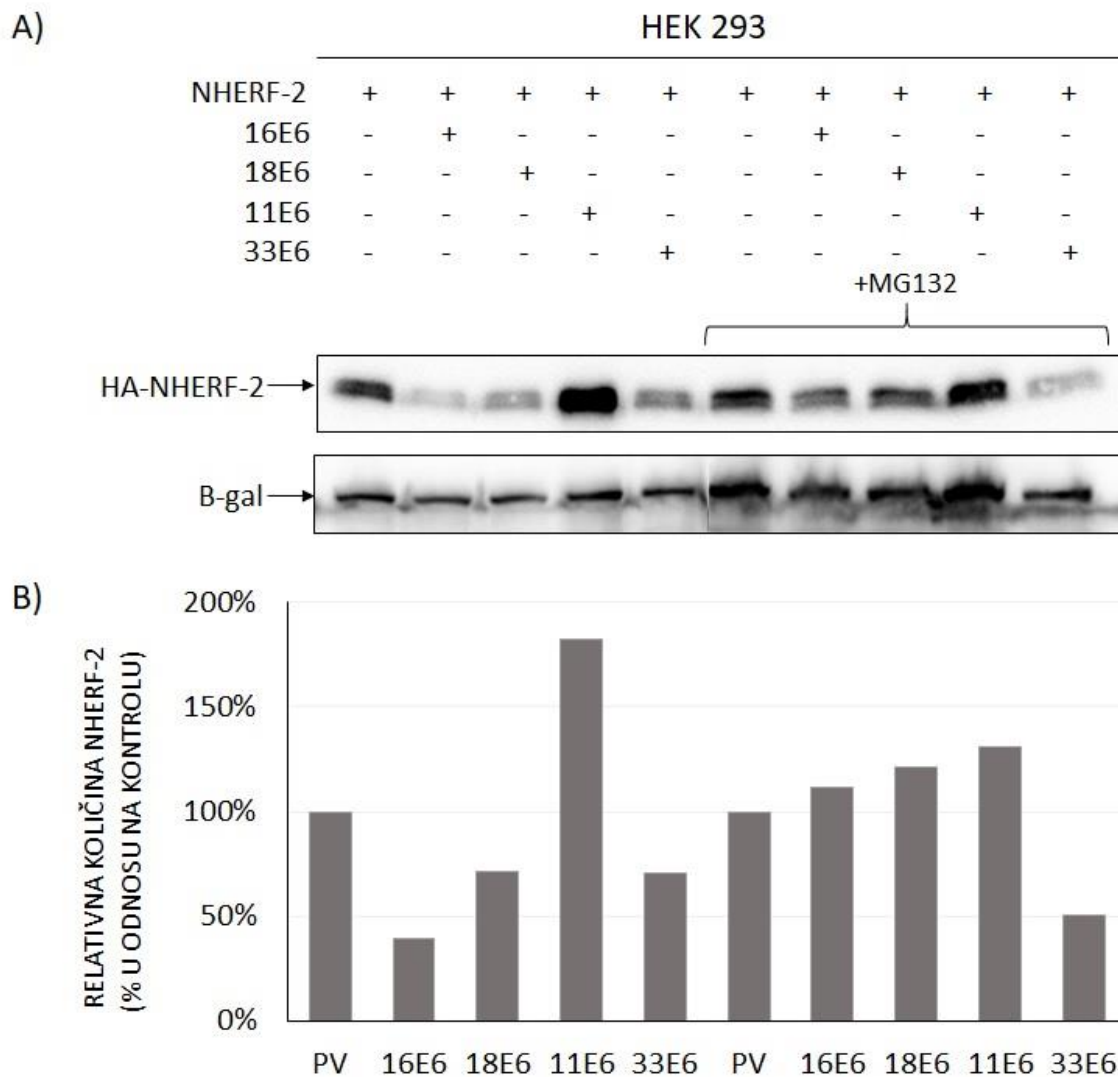 A)
HEK 293
NHERF-2 + + + + + + + + + +
16E6 - + - - - - + - - -
18E6 - - + - - - - + - -
11E6 - - - + - - - - + -
33E6 - - - - + - - - - +
+MG132
HA-NHERF-2
B-gal
B)
RELATIVNA KOLIČINA NHERF-2
(% U ODNOSU NA KONTROLU)
200%
150%
100%
50%
0%
PV 16E6 18E6 11E6 33E6 PV 16E6 18E6 11E6 33E6